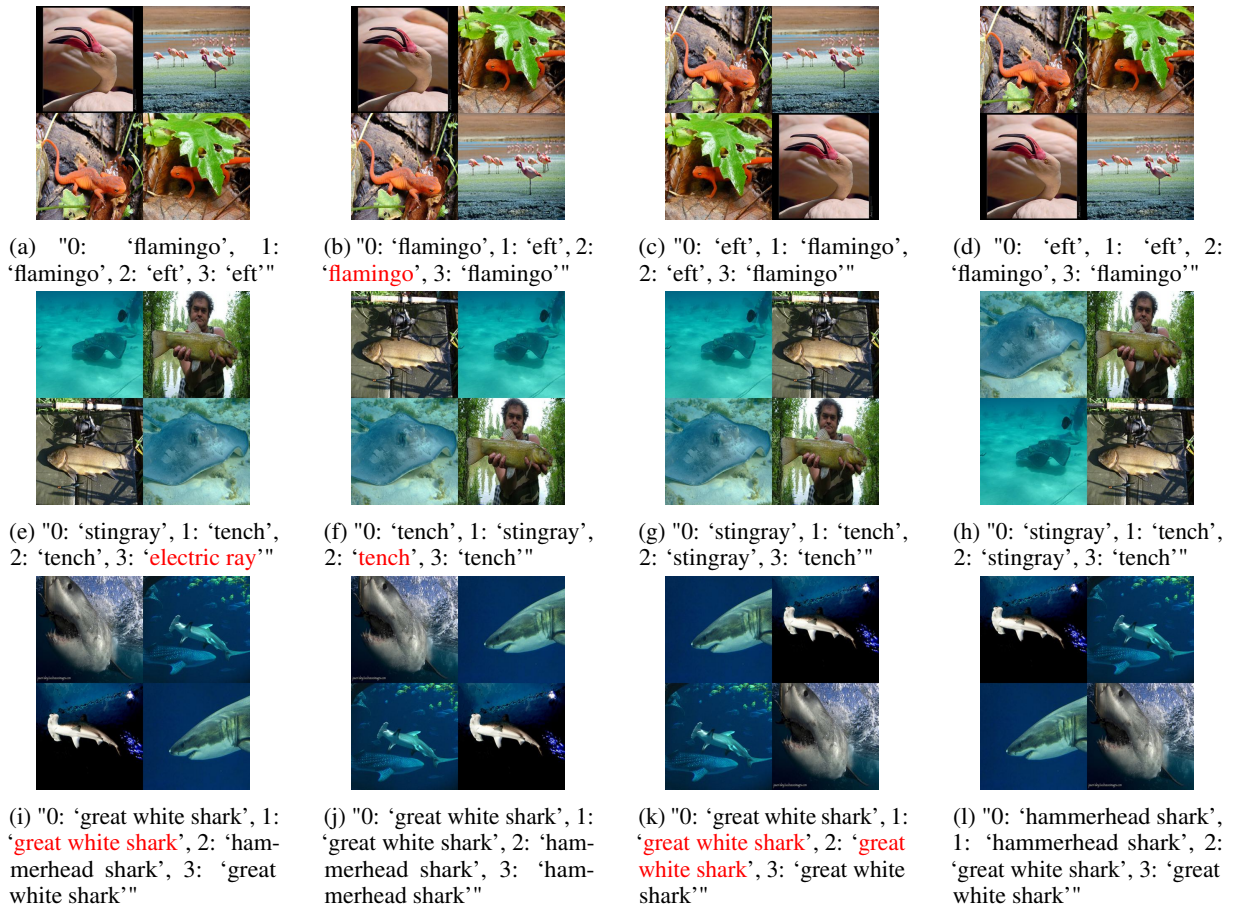 (a) "0: ‘flamingo’, 1:
‘flamingo’, 2: ‘eft’, 3: ‘eft’"
(b) "0: ‘flamingo’, 1: ‘eft’, 2:
‘flamingo’, 3: ‘flamingo’"
(c) "0: ‘eft’, 1: ‘flamingo’,
2: ‘eft’, 3: ‘flamingo’"
(d) "0: ‘eft’, 1: ‘eft’, 2:
‘flamingo’, 3: ‘flamingo’"
(e) "0: ‘stingray’, 1: ‘tench’,
2: ‘tench’, 3: ‘electric ray’"
(f) "0: ‘tench’, 1: ‘stingray’,
2: ‘tench’, 3: ‘tench’"
(g) "0: ‘stingray’, 1: ‘tench’,
2: ‘stingray’, 3: ‘tench’"
(h) "0: ‘stingray’, 1: ‘tench’,
2: ‘stingray’, 3: ‘tench’"
(i) "0: ‘great white shark’, 1:
‘great white shark’, 2: ‘ham-
merhead shark’, 3: ‘great
white shark’"
(j) "0: ‘great white shark’, 1:
‘great white shark’, 2: ‘ham-
merhead shark’, 3: ‘ham-
merhead shark’"
(k) "0: ‘great white shark’, 1:
‘great white shark’, 2: ‘great
white shark’, 3: ‘great white
shark’"
(l) "0: ‘hammerhead shark’,
1: ‘hammerhead shark’, 2:
‘great white shark’, 3: ‘great
white shark’"